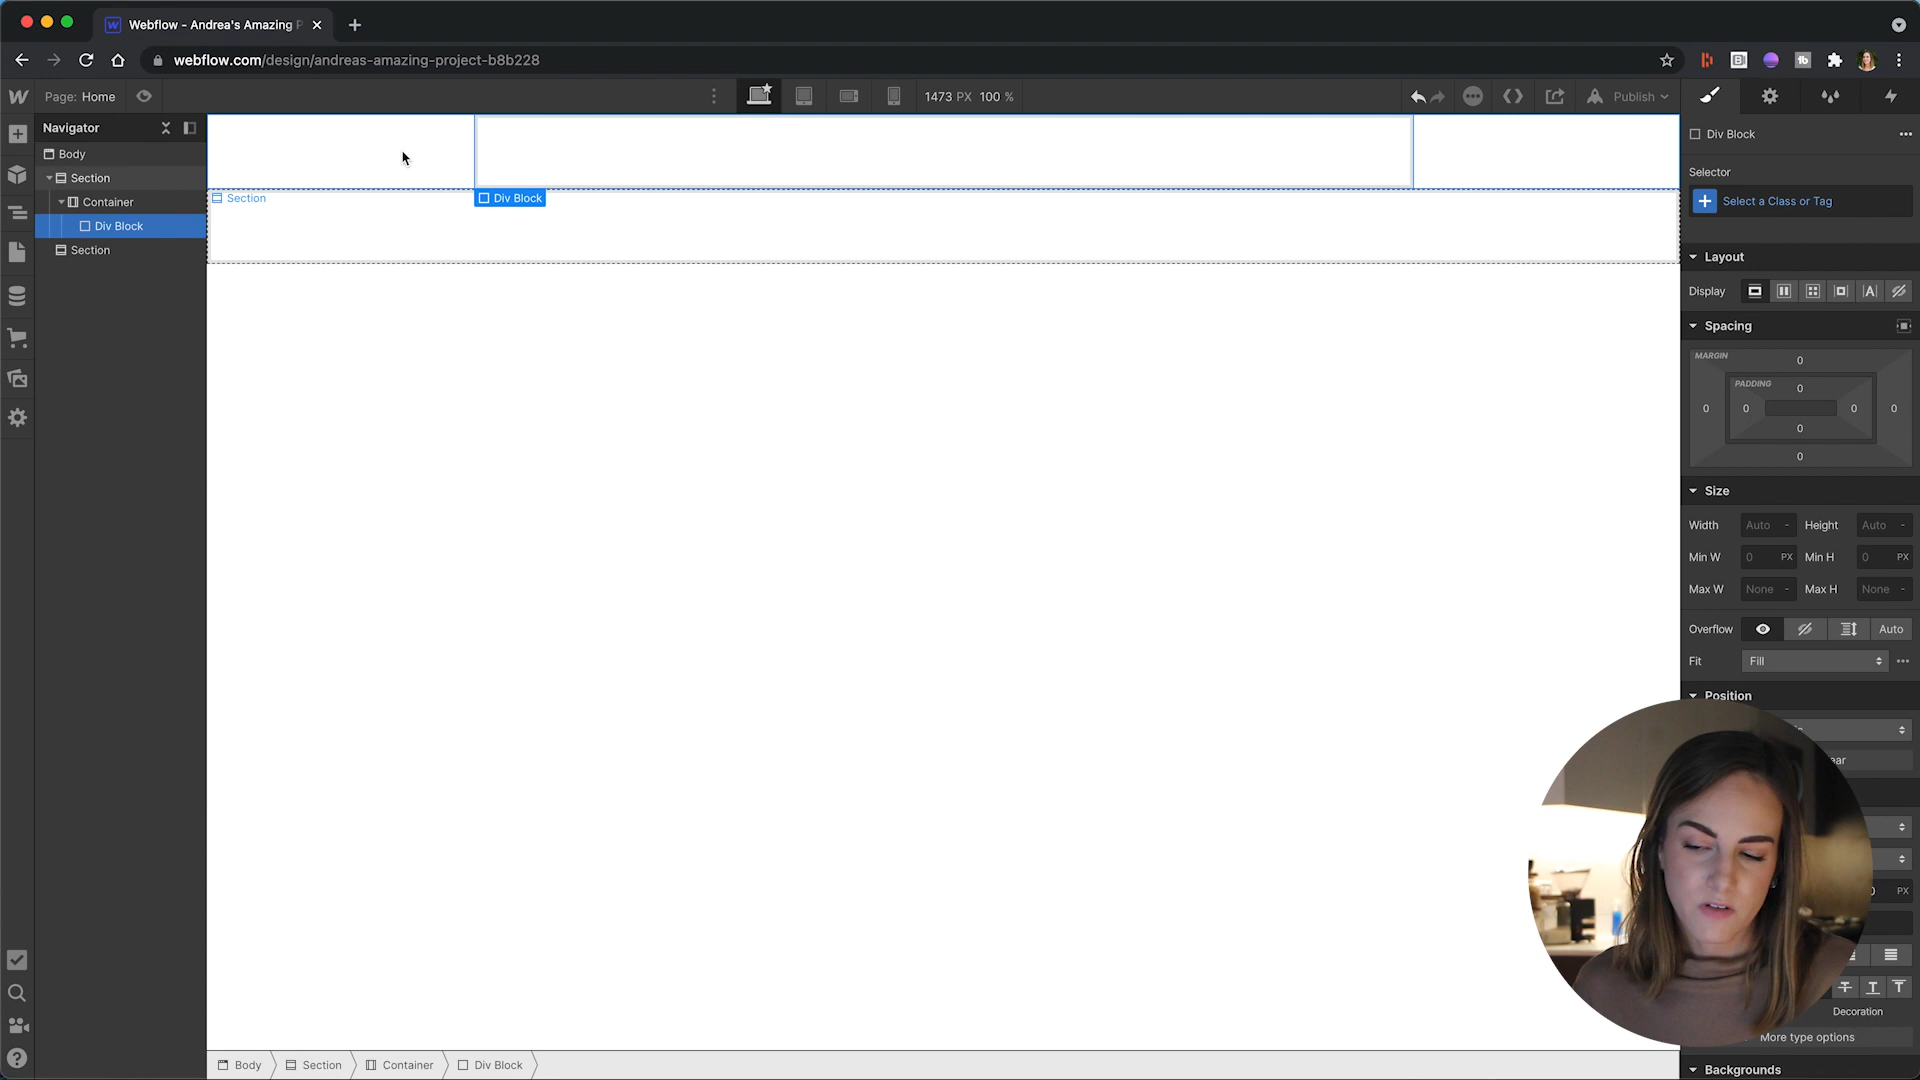 Webflow - Andrea's Amazing P
webflow.com/design/andreas-amazing-project-b8b228
Page: Home
1473 PX 100 %
Publish
Navigator
Body
Section
Container
Div Block
Section
Section
Div Block
Div Block
Selector
Select a Class or Tag
Layout
Display
Spacing
MARGIN
0
PADDING
0
0 0 0 0
0
0
Size
Width Auto - Height Auto -
Min W 0 PX Min H 0 PX
Max W None - Max H None -
Overflow Auto
Fit Fill
Position
PX
Decoration
More type options
Backgrounds
Body Section Container Div Block